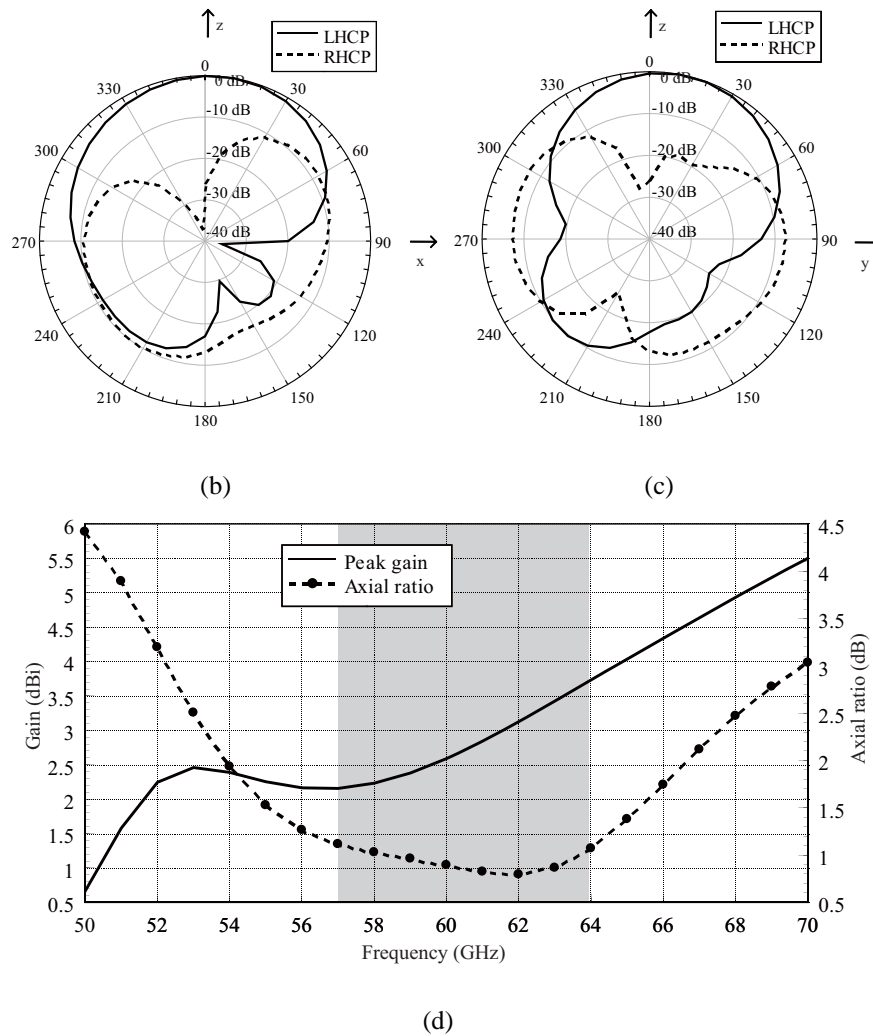 z
LHCP
RHCP
0
30
60
90
120
150
180
210
240
270
300
330
0 dB
-10 dB
-20 dB
-30 dB
-40 dB
x
(b)
z
LHCP
RHCP
0
30
60
90
120
150
180
210
240
270
300
330
0 dB
-10 dB
-20 dB
-30 dB
-40 dB
y
(c)
Peak gain
Axial ratio
Gain (dBi)
6
5.5
5
4.5
4
3.5
3
2.5
2
1.5
1
0.5
Axial ratio (dB)
4.5
4
3.5
3
2.5
2
1.5
1
0.5
50 52 54 56 58 60 62 64 66 68 70
Frequency (GHz)
(d)